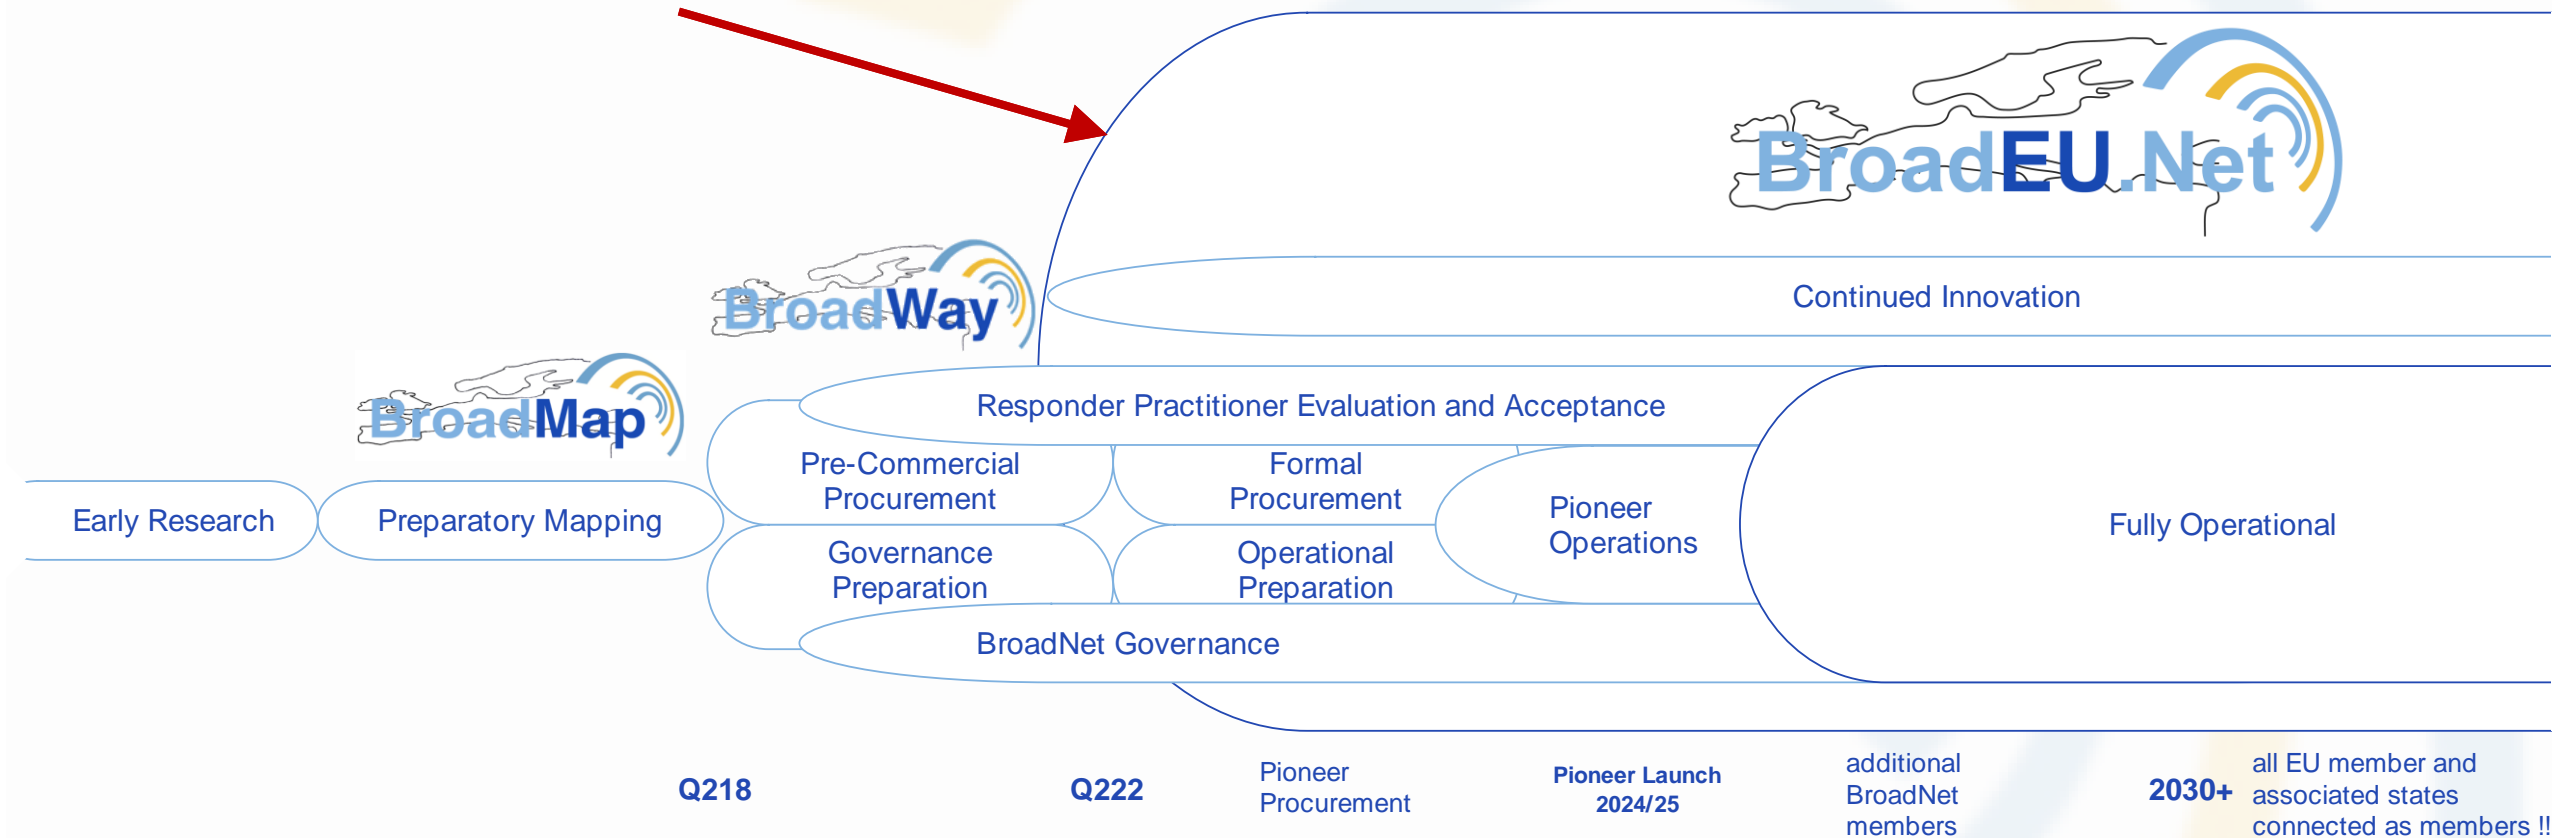 BroadEU.Net
Continued Innovation
BroadWay
BroadMap
Responder Practitioner Evaluation and Acceptance
Pre-Commercial
Procurement
Formal
Procurement
Early Research
Preparatory Mapping
Pioneer
Operations
Fully Operational
Governance
Preparation
Operational
Preparation
BroadNet Governance
Q218
Q222
Pioneer
Procurement
Pioneer Launch
2024/25
additional
BroadNet
members
2030+
all EU member and
associated states
connected as members !!